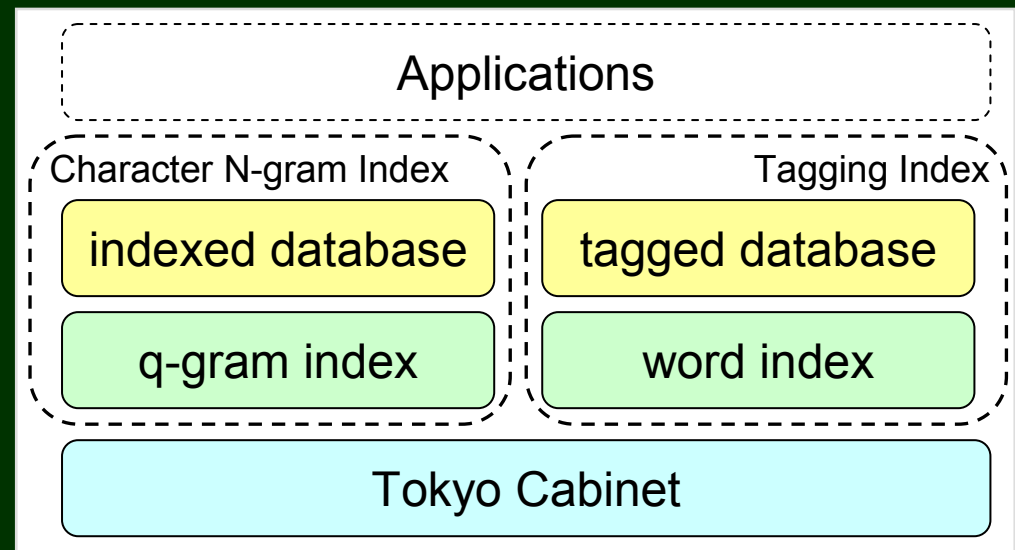 Applications
Character N-gram Index
indexed database
q-gram index
Tagging Index
tagged database
word index
Tokyo Cabinet